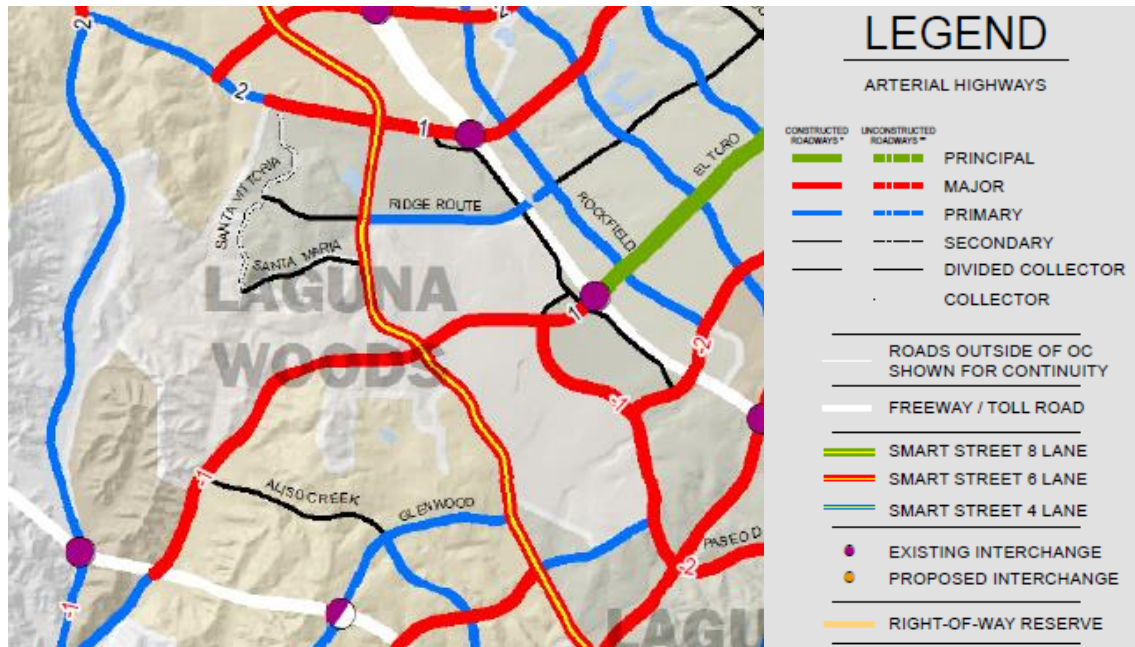 2
2
2
1
SANTA VITTORIA
RIDGE ROUTE
EL TORO
ROCKFIELD
SANTA MARIA
LAGUNA
WOODS
1
-2
-1
-1
ALISO CREEK
GLENWOOD
PASEO D
-2
-1
LAGU
LEGEND
ARTERIAL HIGHWAYS
CONSTRUCTED UNCONSTRUCTED
ROADWAYS * ROADWAYS **
PRINCIPAL
MAJOR
PRIMARY
SECONDARY
DIVIDED COLLECTOR
COLLECTOR
ROADS OUTSIDE OF OC
SHOWN FOR CONTINUITY
FREEWAY / TOLL ROAD
SMART STREET 8 LANE
SMART STREET 6 LANE
SMART STREET 4 LANE
EXISTING INTERCHANGE
PROPOSED INTERCHANGE
RIGHT-OF-WAY RESERVE